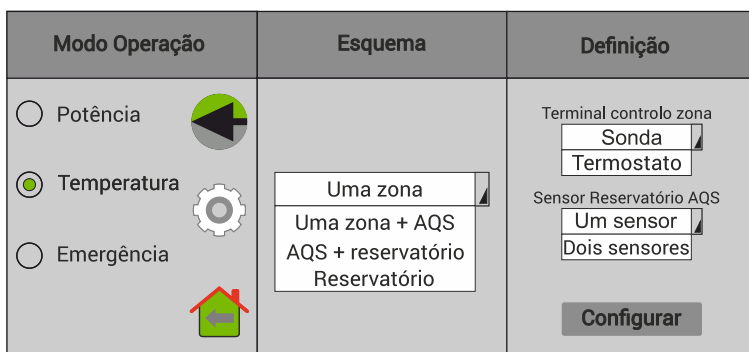 Modo Operação
Esquema
Definição
Potência
Temperatura
Emergência
Uma zona
Uma zona + AQS
AQS + reservatório
Reservatório
Terminal controlo zona
Sonda
Termostato
Sensor Reservatório AQS
Um sensor
Dois sensores
Configurar